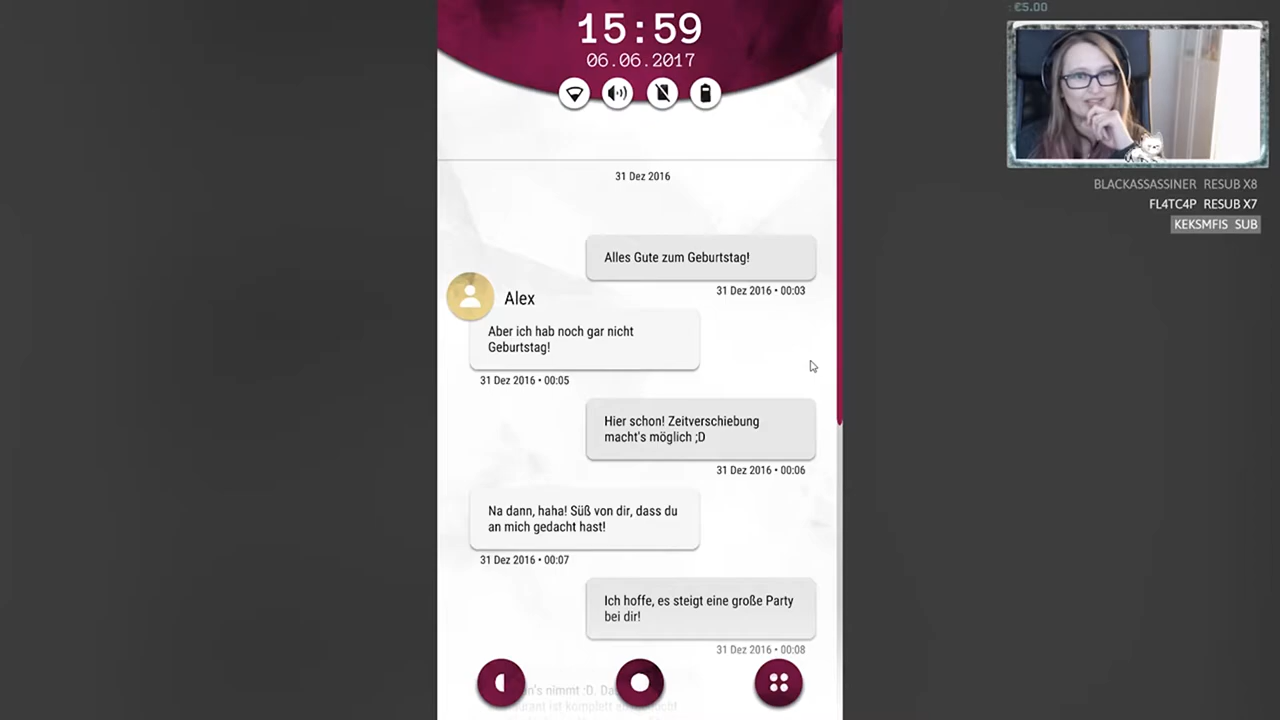 €5.00
15:59
06.06.2017
31 Dez 2016
Alles Gute zum Geburtstag!
31 Dez 2016 • 00:03
Alex
Aber ich hab noch gar nicht
Geburtstag!
31 Dez 2016 • 00:05
Hier schon! Zeitverschiebung
macht's möglich ;D
31 Dez 2016 • 00:06
Na dann, haha! Süß von dir, dass du
an mich gedacht hast!
31 Dez 2016 • 00:07
Ich hoffe, es steigt eine große Party
bei dir!
31 Dez 2016 • 00:08
nimmt :D.
ist komplett
BLACKASSASSINER RESUB X8
FL4TC4P RESUB X7
KEKSMFIS SUB